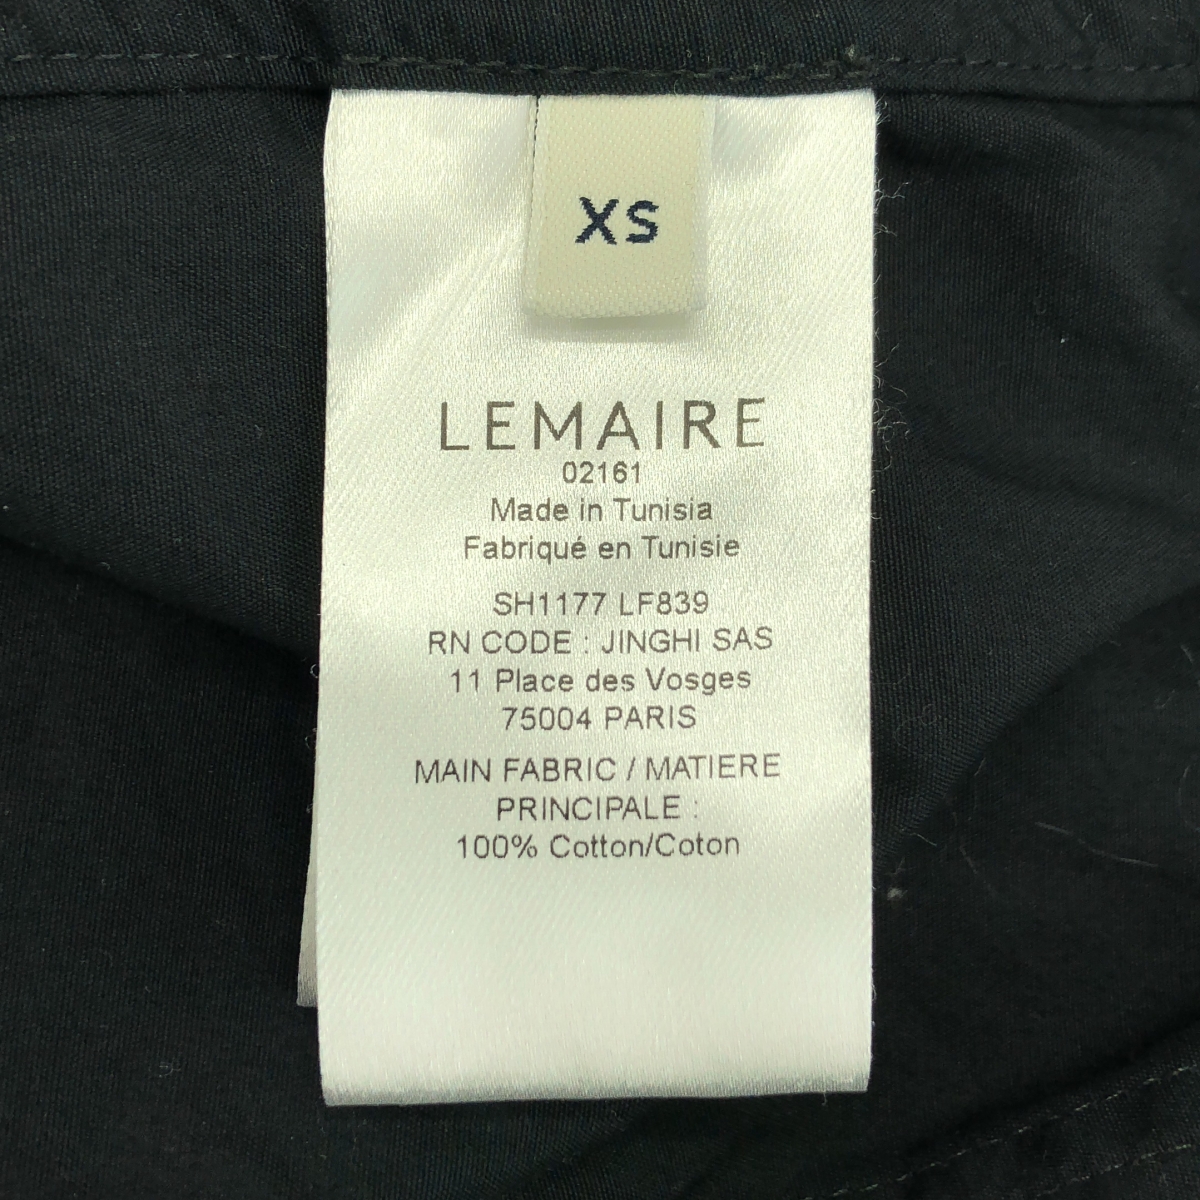 XS
LEMAIRE
02161
Made in Tunisia
Fabriqué en Tunisie
SH1177 LF839
RN CODE : JINGHI SAS
11 Place des Vosges
75004 PARIS
MAIN FABRIC / MATIERE
PRINCIPALE :
100% Cotton/Coton